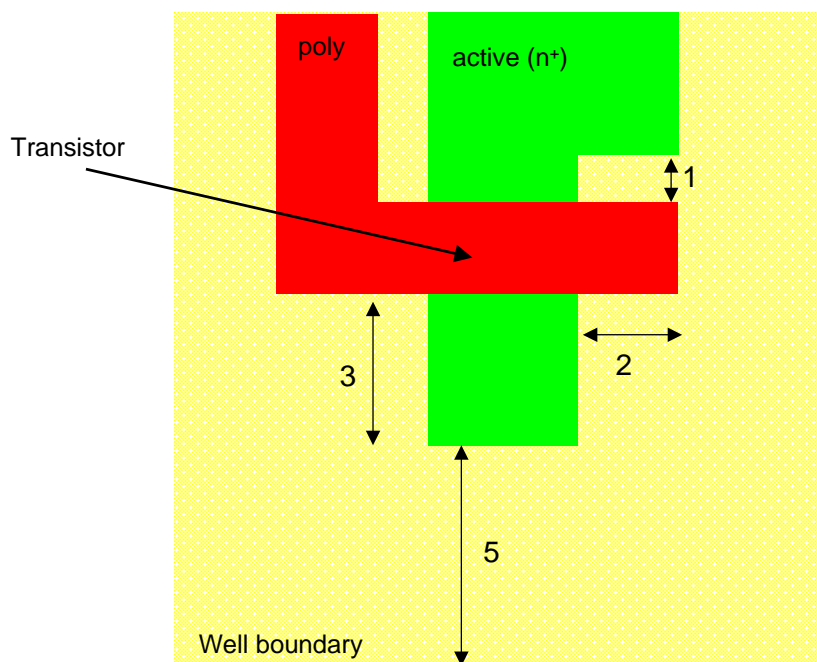 poly
active (n⁺)
Transistor
1
3
2
5
Well boundary